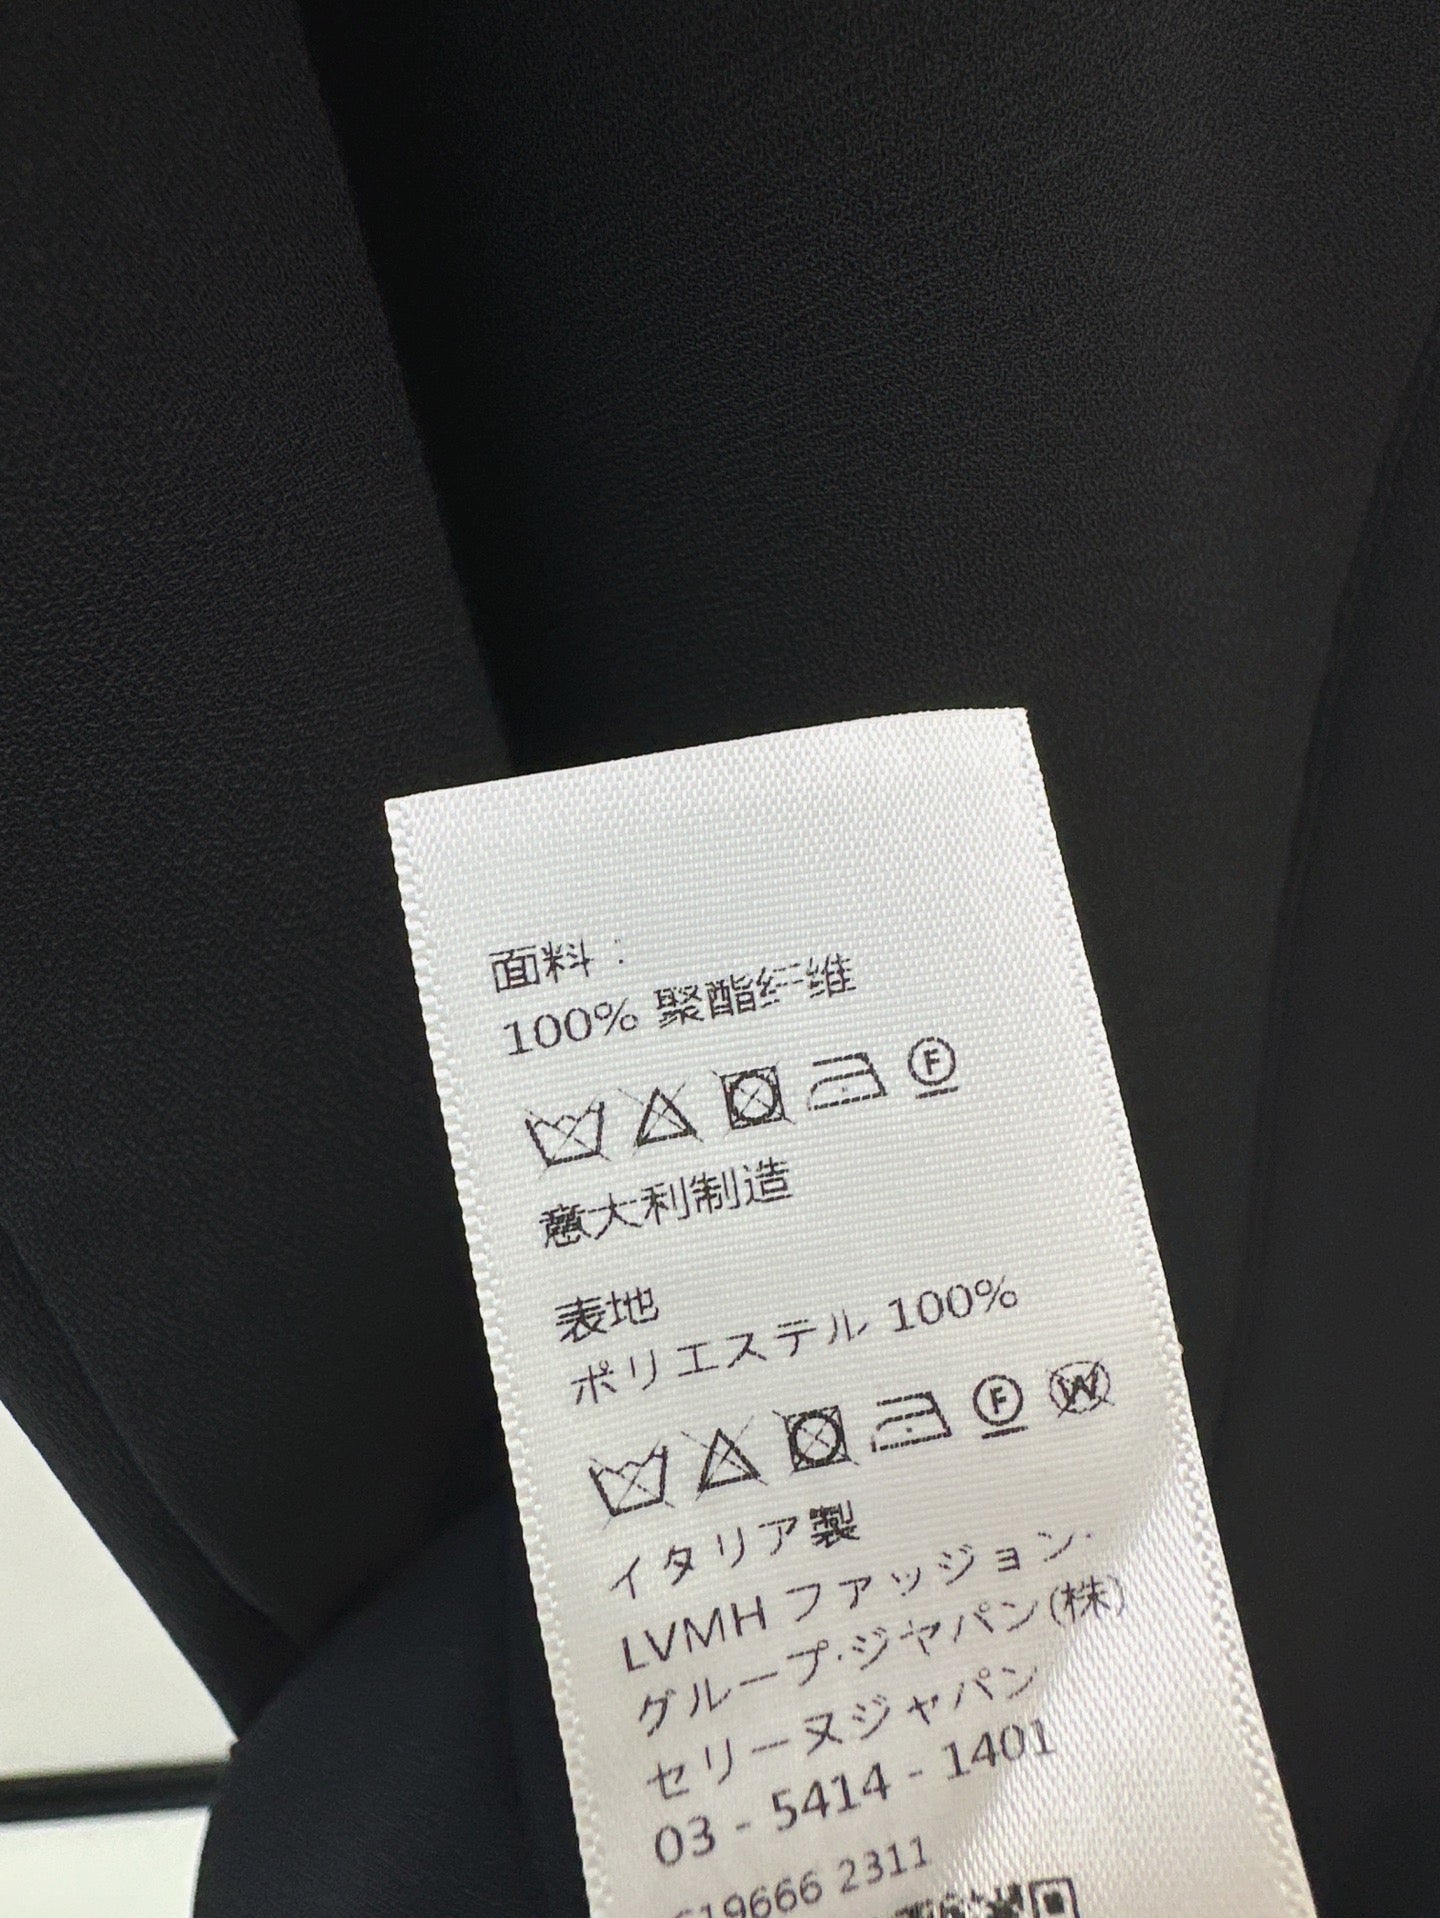 面料：
100% 聚酯纤维
F
意大利制造
表地
ポリエステル 100%
F W
イタリア製
LVMH ファッション・
グループ・ジャパン(株)
セリーヌジャパン
03 - 5414 - 1401
19666 2311